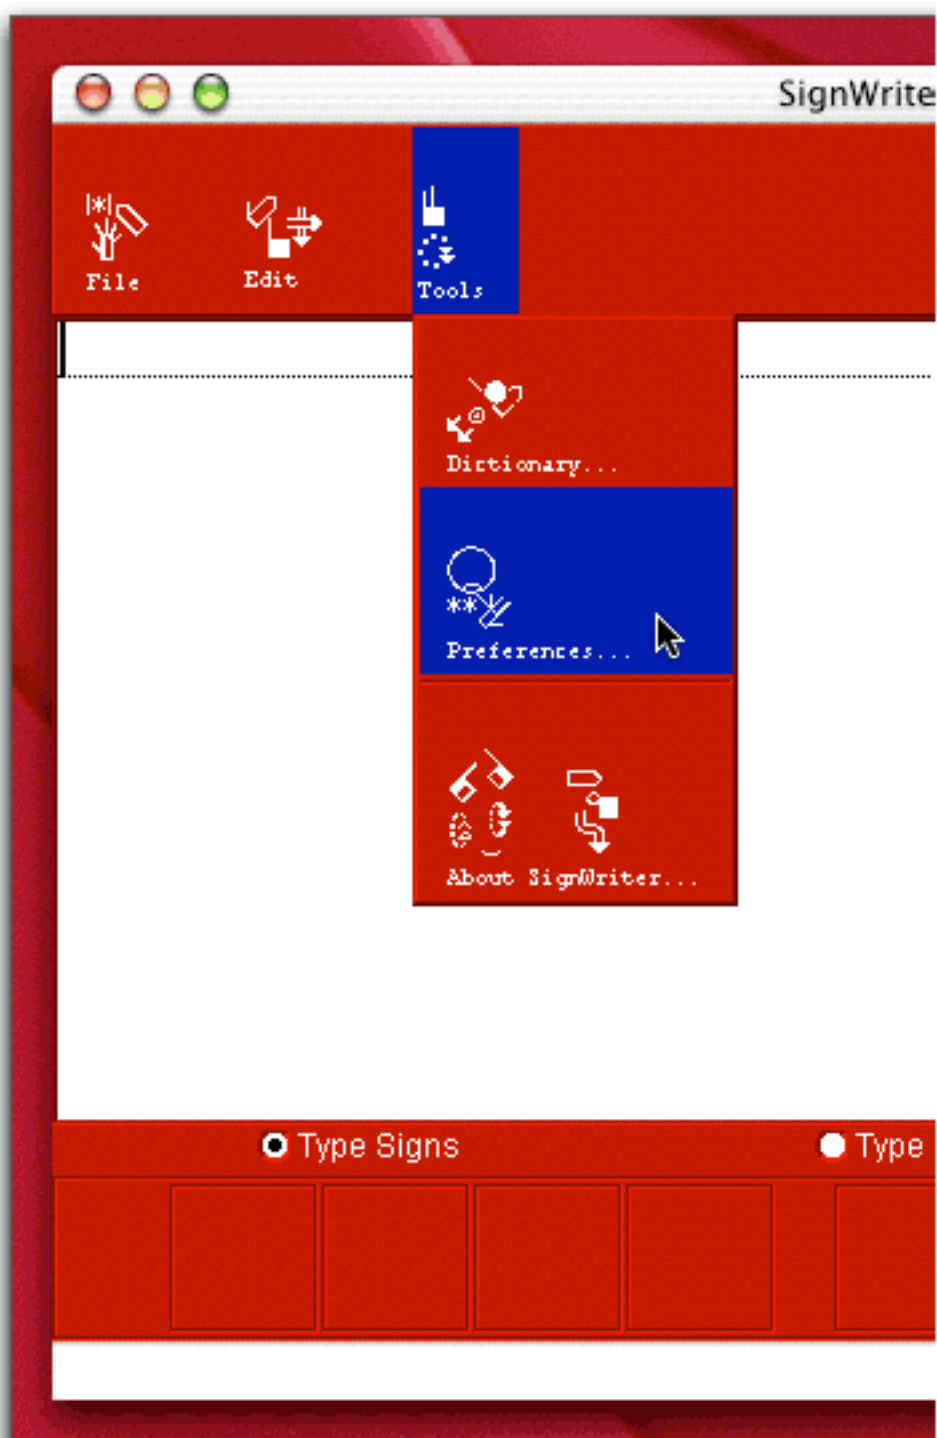 SignWrite
File
Edit
Tools
Dictionary...
Preferences...
About SignWriter...
Type Signs
Type